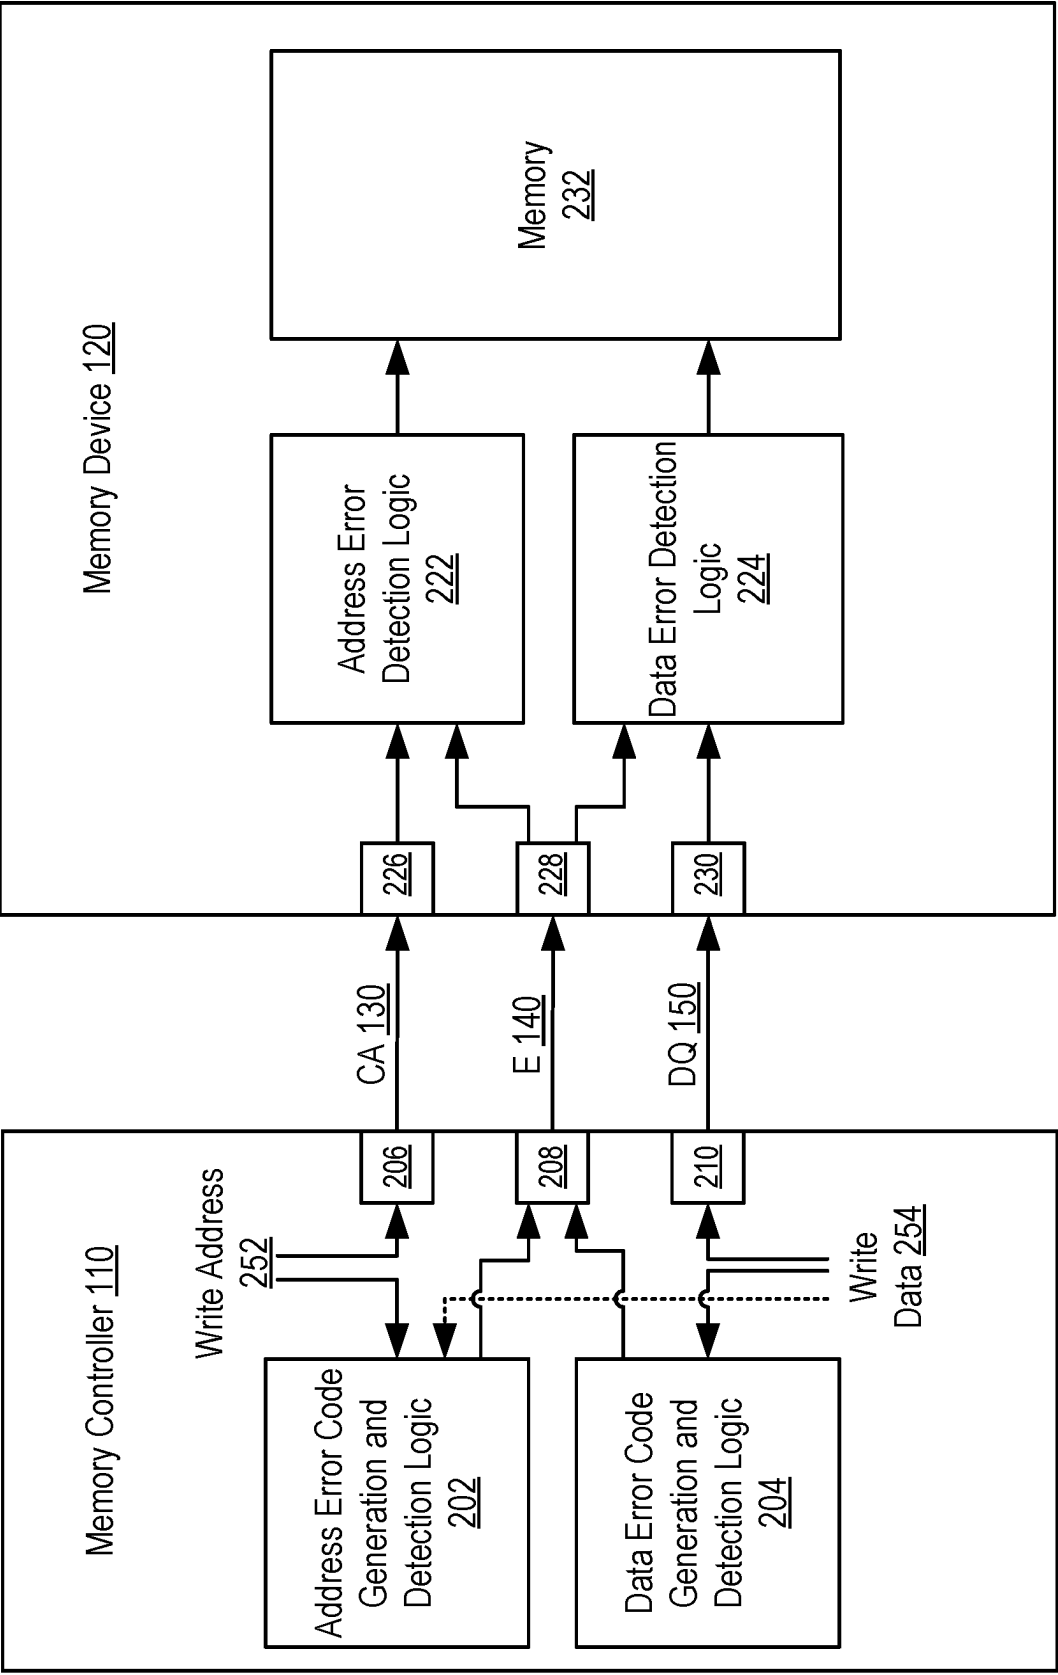 Memory Controller 110
Write Address
252
Address Error Code
Generation and
Detection Logic
202
Data Error Code
Generation and
Detection Logic
204
Write
Data 254
206
208
210
CA 130
E 140
DQ 150
Memory Device 120
226
228
230
Address Error
Detection Logic
222
Data Error Detection
Logic
224
Memory
232